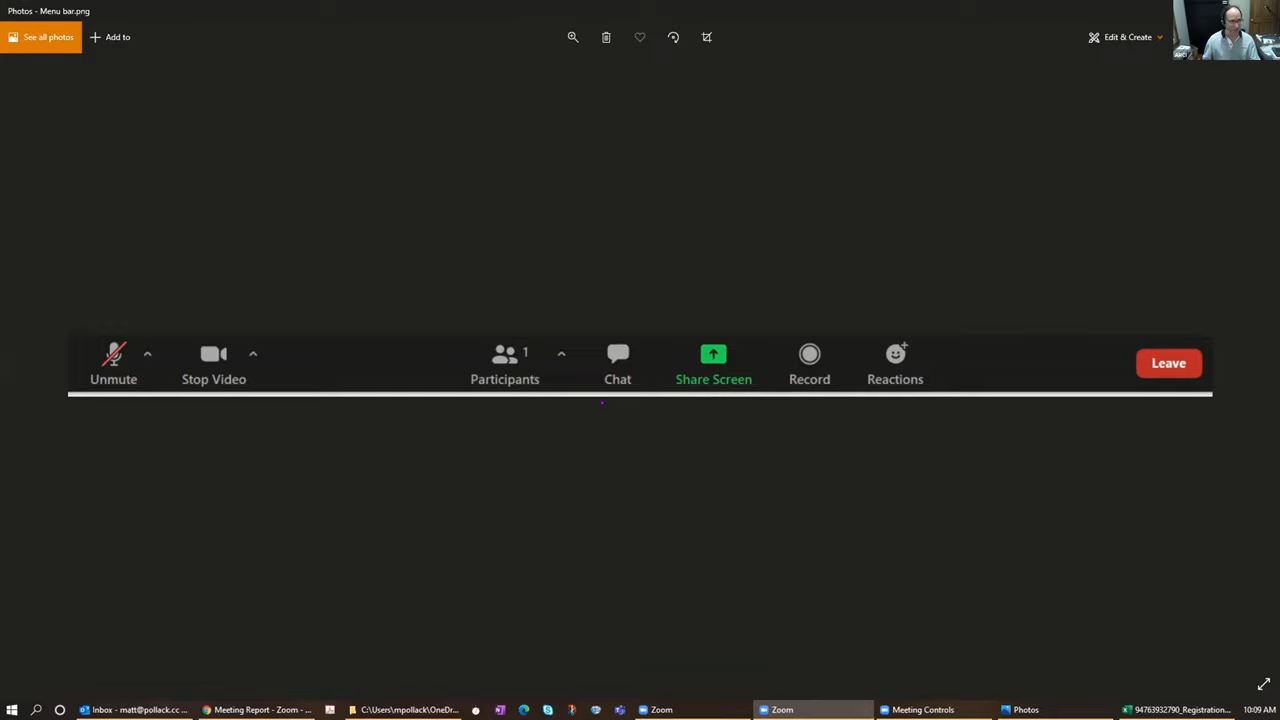 Photos - Menu bar.png
See all photos
Add to
Edit & Create
ARCI
1
Unmute
Stop Video
Participants
Chat
Share Screen
Record
Reactions
Leave
Inbox - matt@pollack.cc ...
Meeting Report - Zoom - ...
C:\Users\mpollack\OneDr...
Zoom
Zoom
Meeting Controls
Photos
94763932790_Registration...
10:09 AM